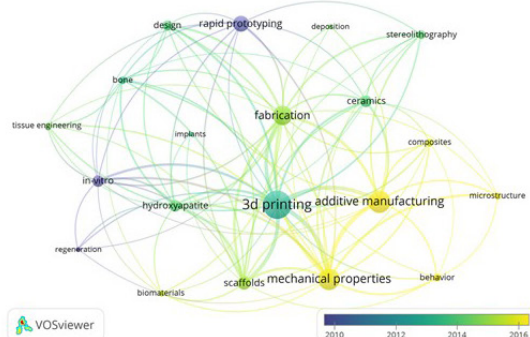 design
rapid prototyping
deposition
stereolithography
bone
ceramics
fabrication
tissue engineering
implants
composites
in-vitro
microstructure
hydroxyapatite
3d printing
additive manufacturing
regeneration
scaffolds
mechanical properties
behavior
biomaterials
VOSviewer
2010 2012 2014 2016